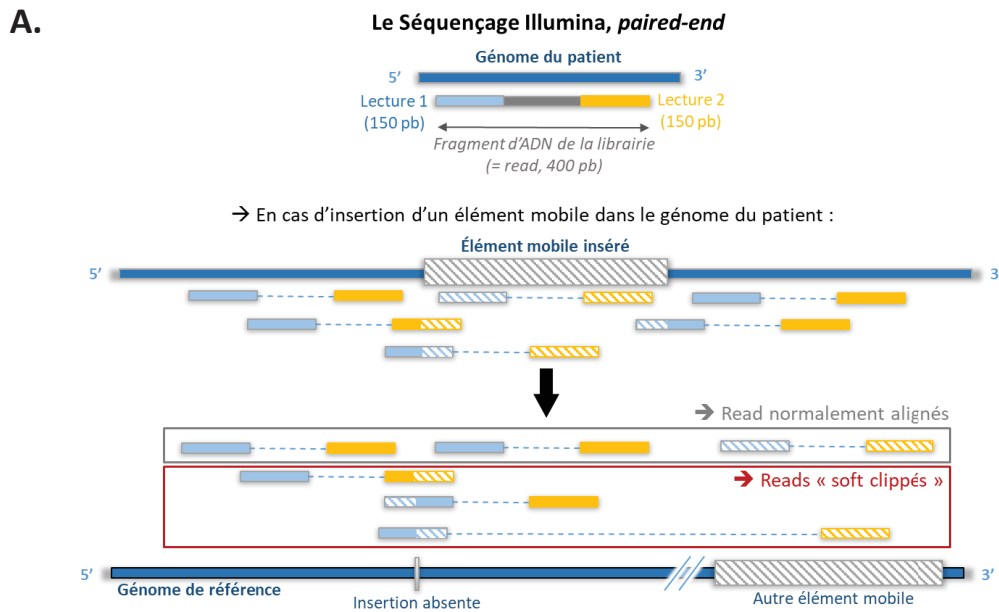 A.
Le Séquençage Illumina, paired-end
Génome du patient
5’ 3’
Lecture 1 Lecture 2
(150 pb) (150 pb)
Fragment d’ADN de la librairie
(= read, 400 pb)
→ En cas d’insertion d’un élément mobile dans le génome du patient :
Élément mobile inséré
5’ 3
➔ Read normalement alignés
➔ Reads « soft clippés »
5’ 3’
Génome de référence
Insertion absente Autre élément mobile